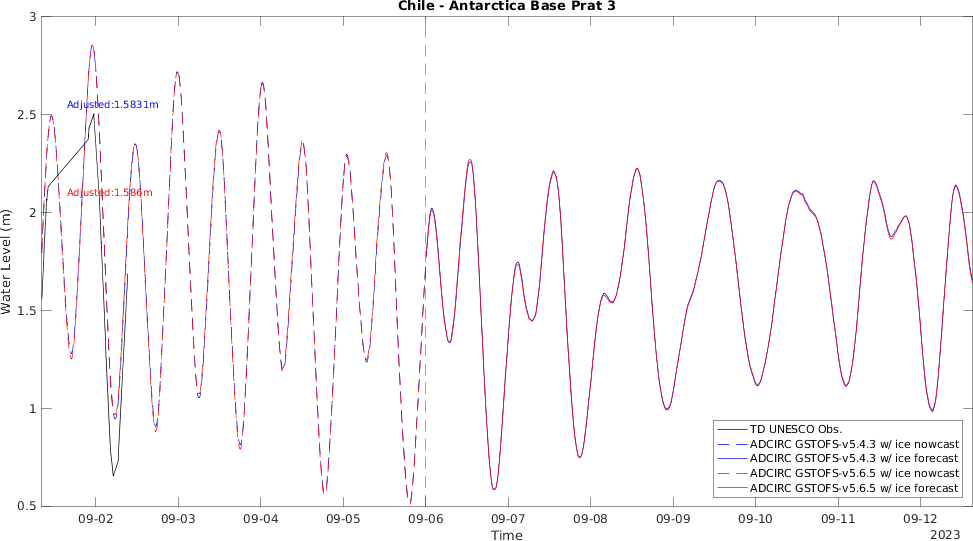 Chile - Antarctica Base Prat 3
3
2.5
2
1.5
1
0.5
Water Level (m)
Adjusted:1.5831m
Adjusted:1.586m
TD UNESCO Obs.
ADCIRC GSTOFS-v5.4.3 w/ ice nowcast
ADCIRC GSTOFS-v5.4.3 w/ ice forecast
ADCIRC GSTOFS-v5.6.5 w/ ice nowcast
ADCIRC GSTOFS-v5.6.5 w/ ice forecast
09-02 09-03 09-04 09-05 09-06 09-07 09-08 09-09 09-10 09-11 09-12
Time
2023